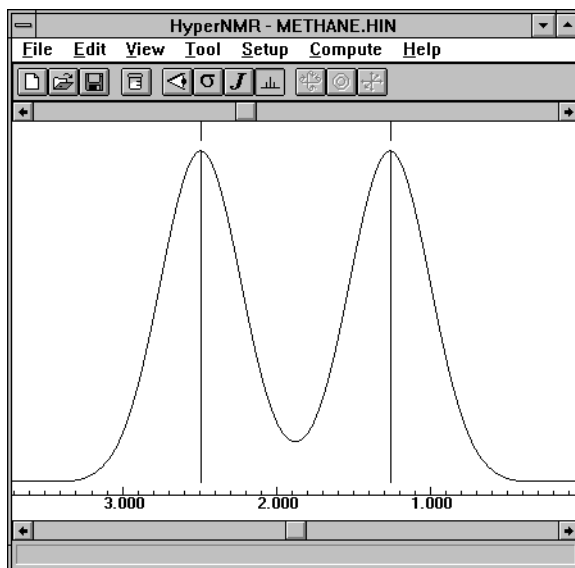 HyperNMR - METHANE.HIN
File Edit View Tool Setup Compute Help
σ J
3.000 2.000 1.000